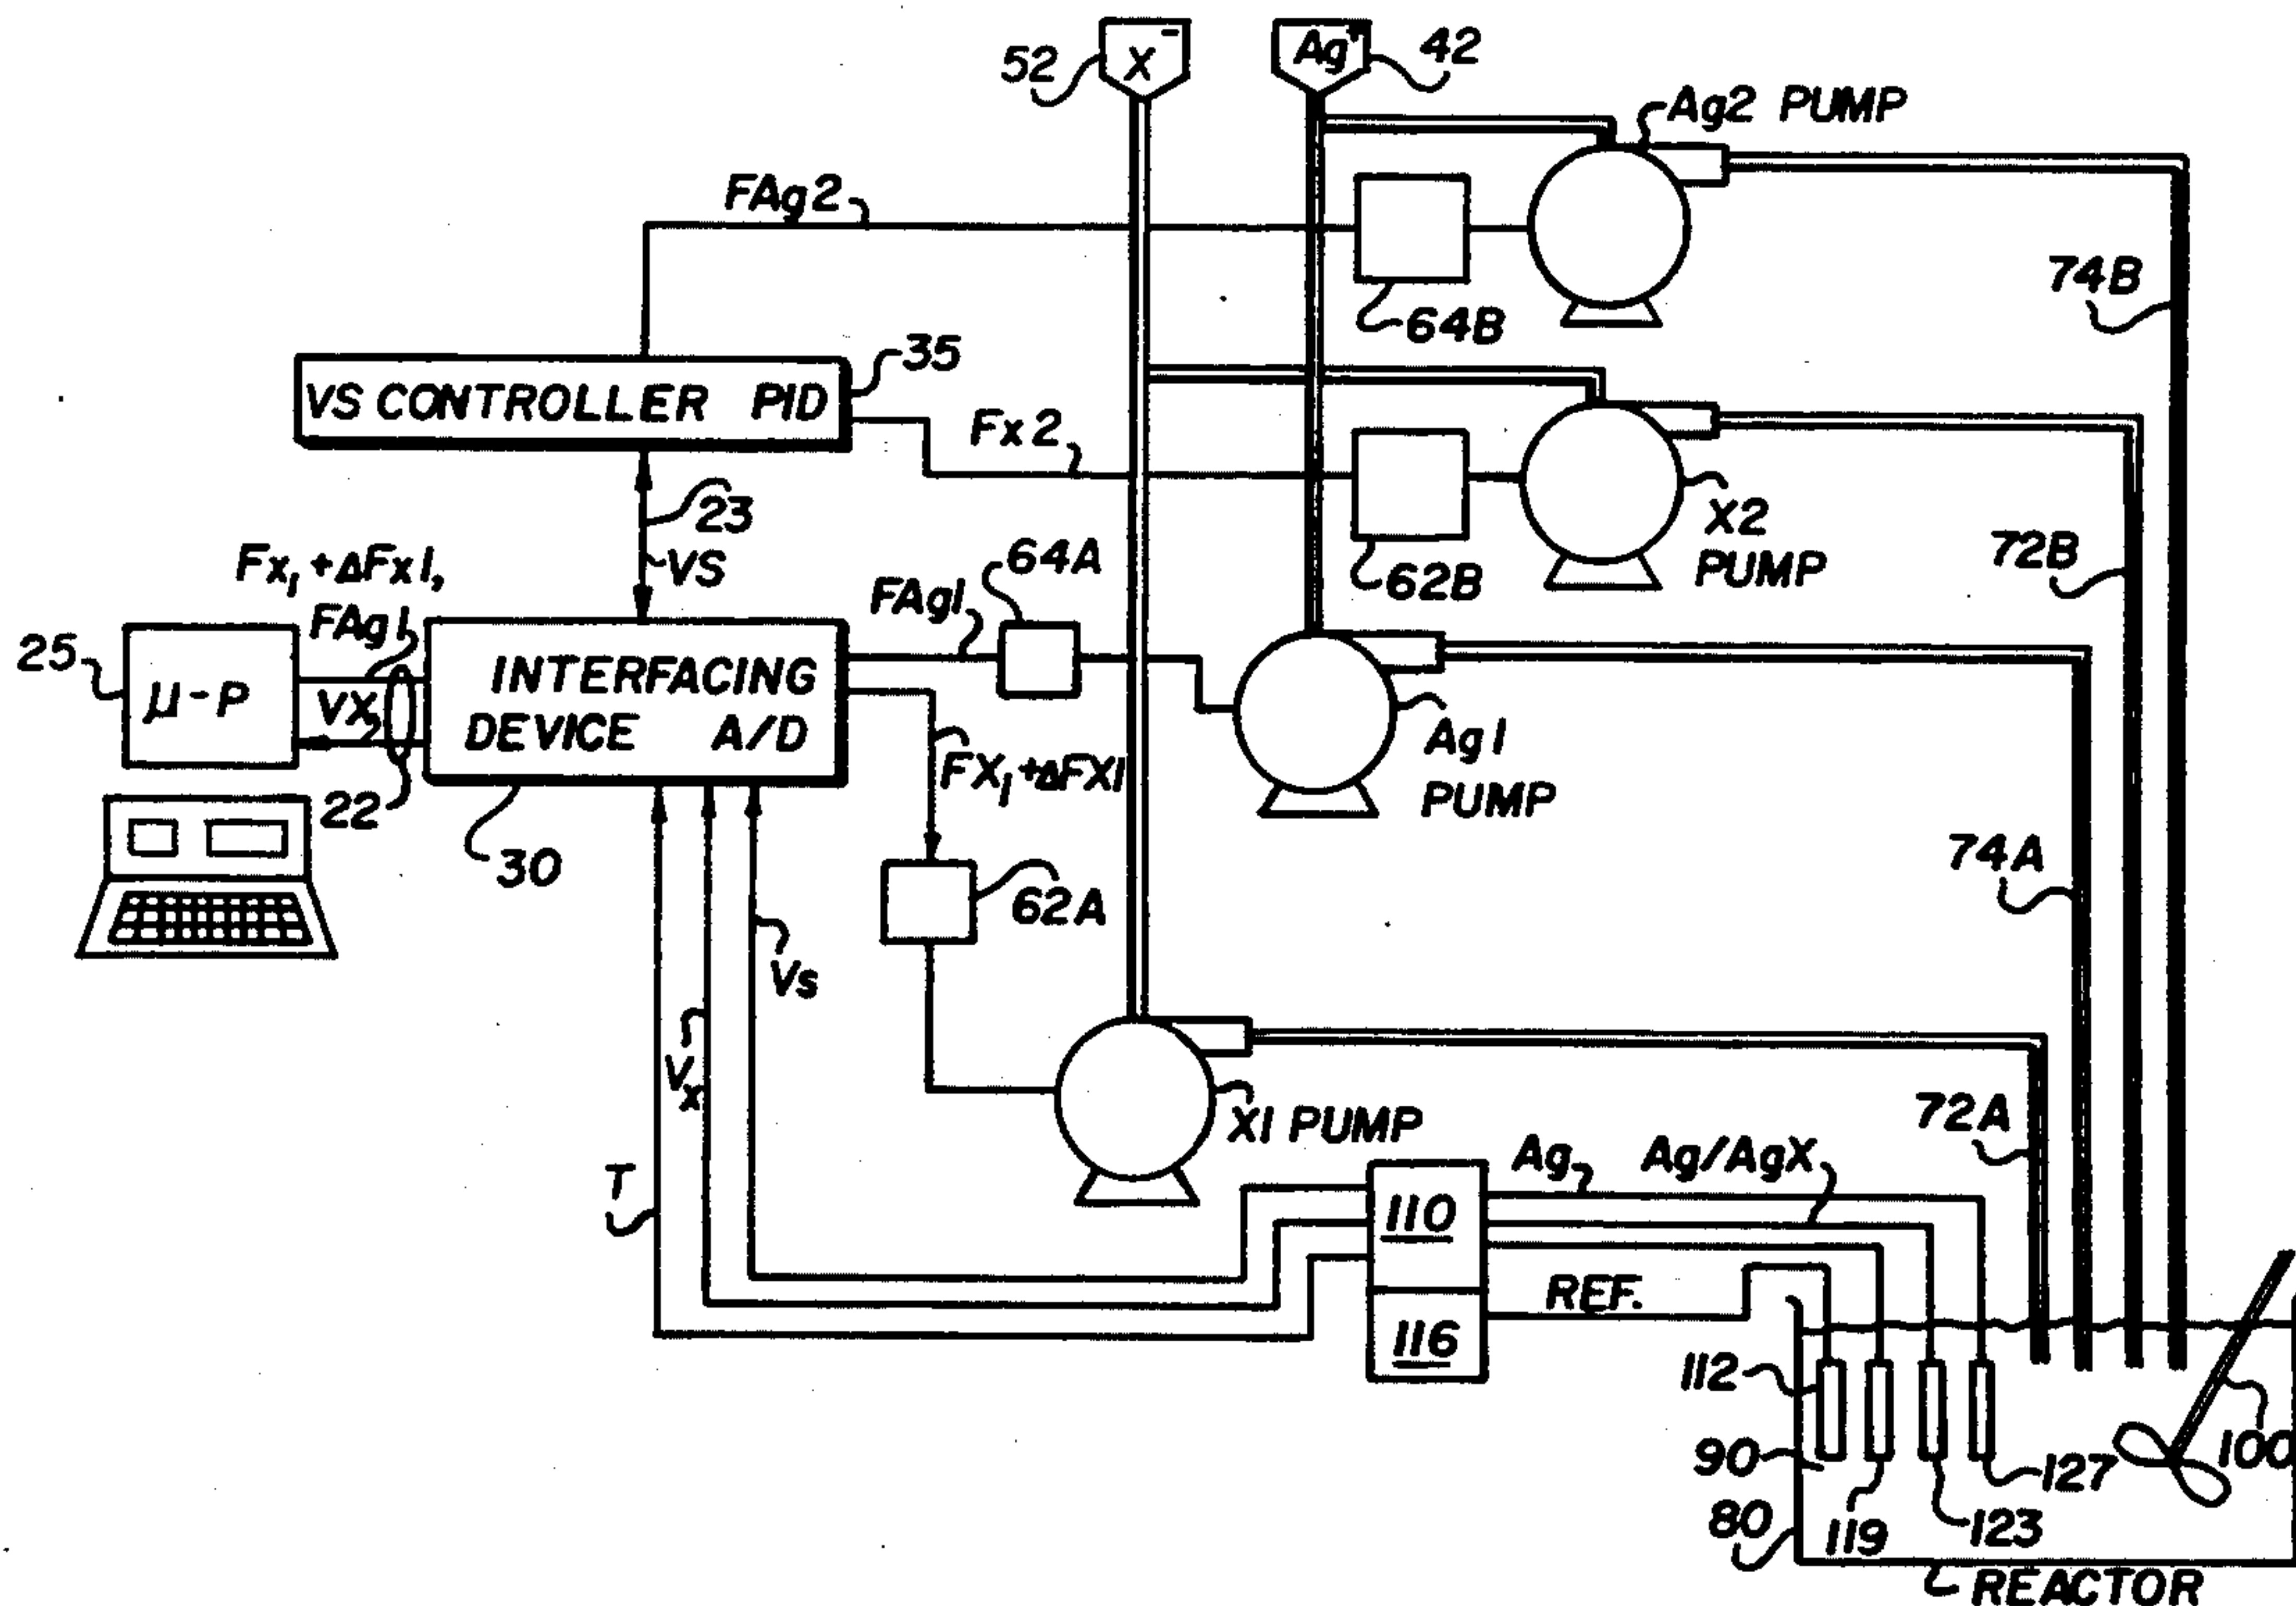 52
X⁻
Ag⁺
42
Ag2 PUMP
FAg2
74B
64B
35
VS CONTROLLER PID
Fx2
23
X2
PUMP
72B
VS
64A
62B
Fx₁+ΔFx1,
FAg1
FAg1
25
μ-P
VX,
INTERFACING
DEVICE A/D
Ag1
PUMP
FX₁+ΔFX1
22
30
74A
62A
Vs
Vx
X1 PUMP
72A
T
Ag
Ag/AgX
110
REF.
116
112
90
100
127
80
119
123
REACTOR